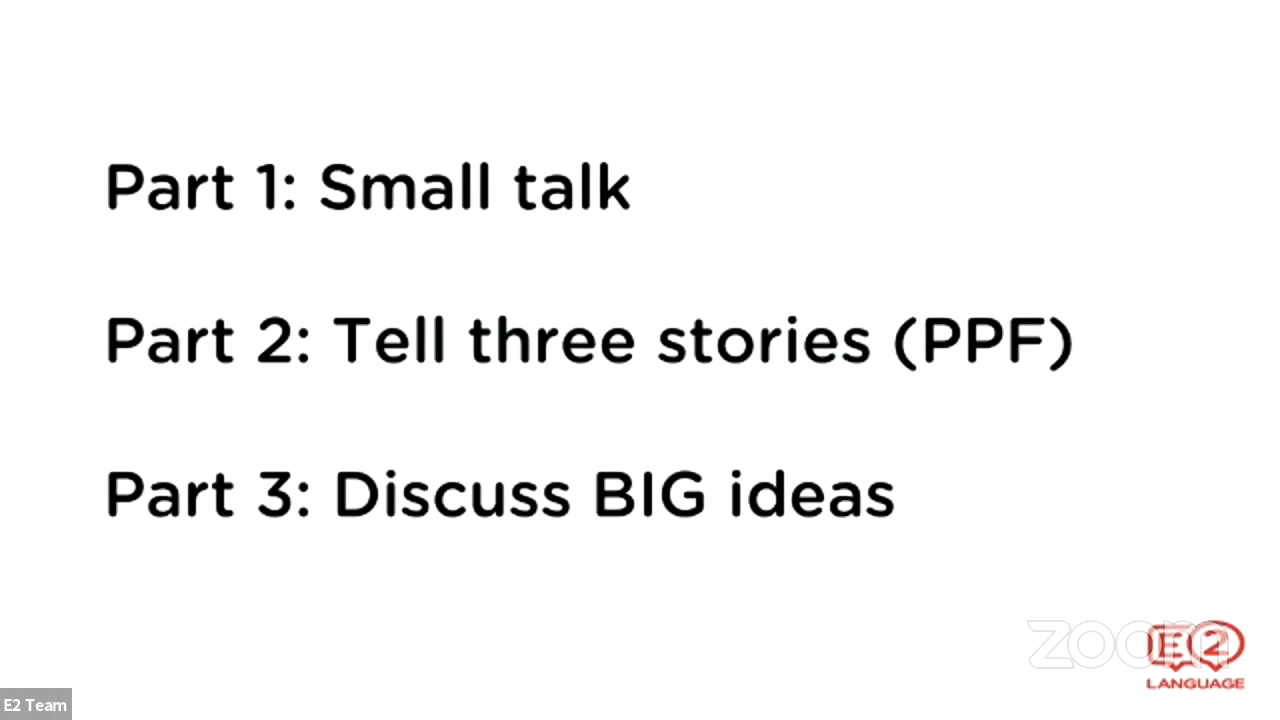 Part 1: Small talk
Part 2: Tell three stories (PPF)
Part 3: Discuss BIG ideas
zoom
E2
LANGUAGE
E2 Team